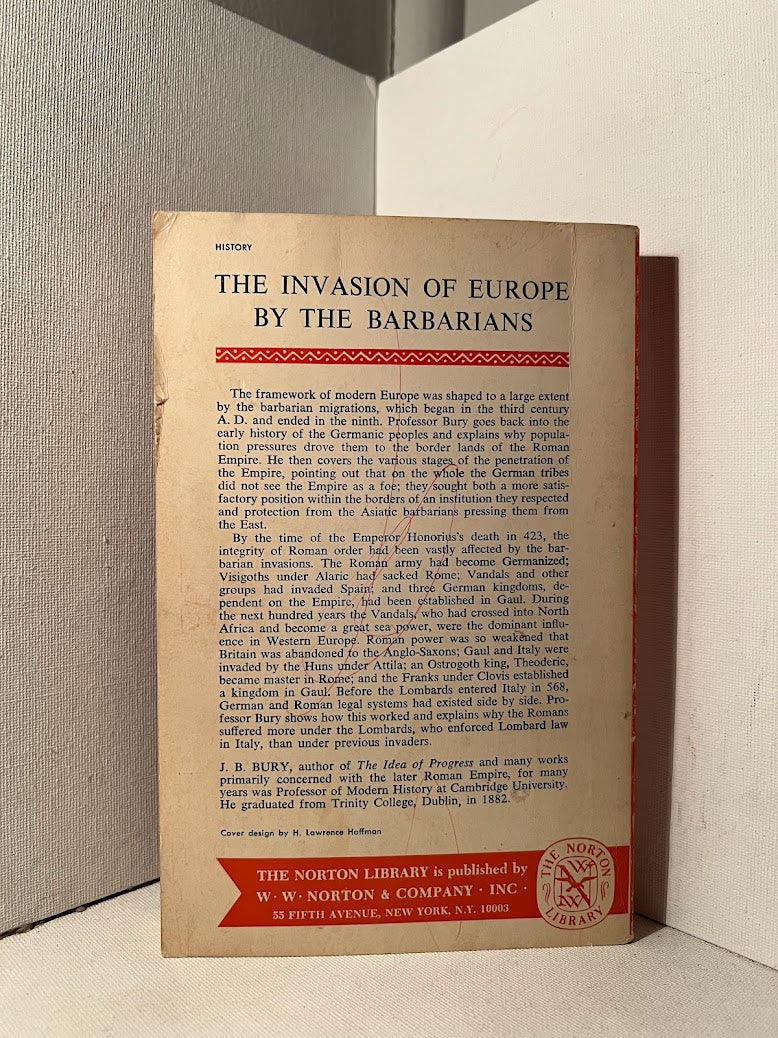 HISTORY
THE INVASION OF EUROPE
BY THE BARBARIANS
The framework of modern Europe was shaped to a large extent
by the barbarian migrations, which began in the third century
A. D. and ended in the ninth. Professor Bury goes back into the
early history of the Germanic peoples and explains why popula-
tion pressures drove them to the border lands of the Roman
Empire. He then covers the various stages of the penetration of
the Empire, pointing out that on the whole the German tribes
did not see the Empire as a foe; they sought both a more satis-
factory position within the borders of an institution they respected
and protection from the Asiatic barbarians pressing them from
the East.
By the time of the Emperor Honorius's death in 423, the
integrity of Roman order had been vastly affected by the bar-
barian invasions. The Roman army had become Germanized;
Visigoths under Alaric had sacked Rome; Vandals and other
groups had invaded Spain; and three German kingdoms, de-
pendent on the Empire, had been established in Gaul. During
the next hundred years the Vandals, who had crossed into North
Africa and become a great sea power, were the dominant influ-
ence in Western Europe. Roman power was so weakened that
Britain was abandoned to the Anglo-Saxons; Gaul and Italy were
invaded by the Huns under Attila; an Ostrogoth king, Theoderic,
became master in Rome; and the Franks under Clovis established
a kingdom in Gaul. Before the Lombards entered Italy in 568,
German and Roman legal systems had existed side by side. Pro-
fessor Bury shows how this worked and explains why the Romans
suffered more under the Lombards, who enforced Lombard law
in Italy, than under previous invaders.
J. B. BURY, author of The Idea of Progress and many works
primarily concerned with the later Roman Empire, for many
years was Professor of Modern History at Cambridge University.
He graduated from Trinity College, Dublin, in 1882.
Cover design by H. Lawrence Hoffman
THE NORTON LIBRARY is published by
W · W · NORTON & COMPANY · INC ·
55 FIFTH AVENUE, NEW YORK, N.Y. 10003
THE NORTON
LIBRARY